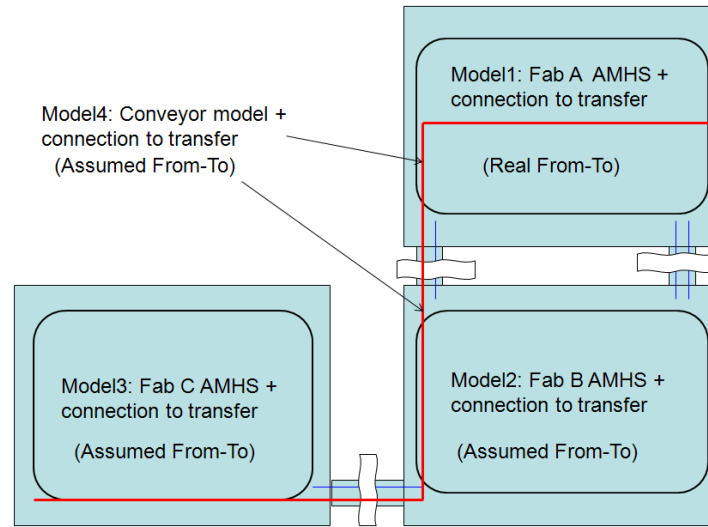 Model1: Fab A AMHS +
connection to transfer
(Real From-To)
Model4: Conveyor model +
connection to transfer
(Assumed From-To)
Model3: Fab C AMHS +
connection to transfer
(Assumed From-To)
Model2: Fab B AMHS +
connection to transfer
(Assumed From-To)